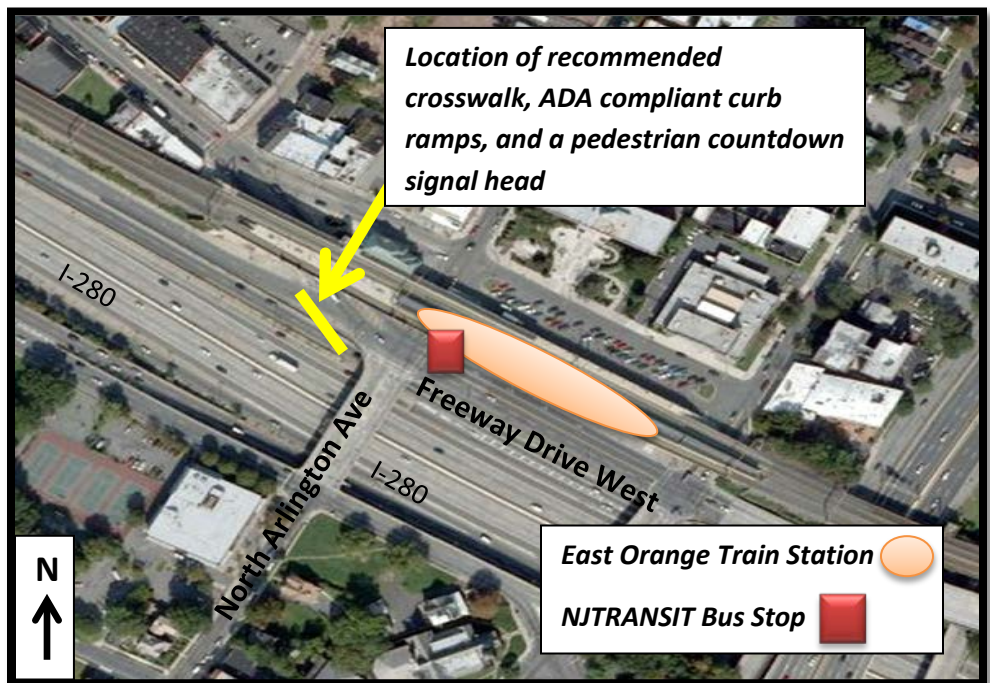 Location of recommended
crosswalk, ADA compliant curb
ramps, and a pedestrian countdown
signal head
I-280
Freeway Drive West
North Arlington Ave
I-280
N
East Orange Train Station
NJTRANSIT Bus Stop